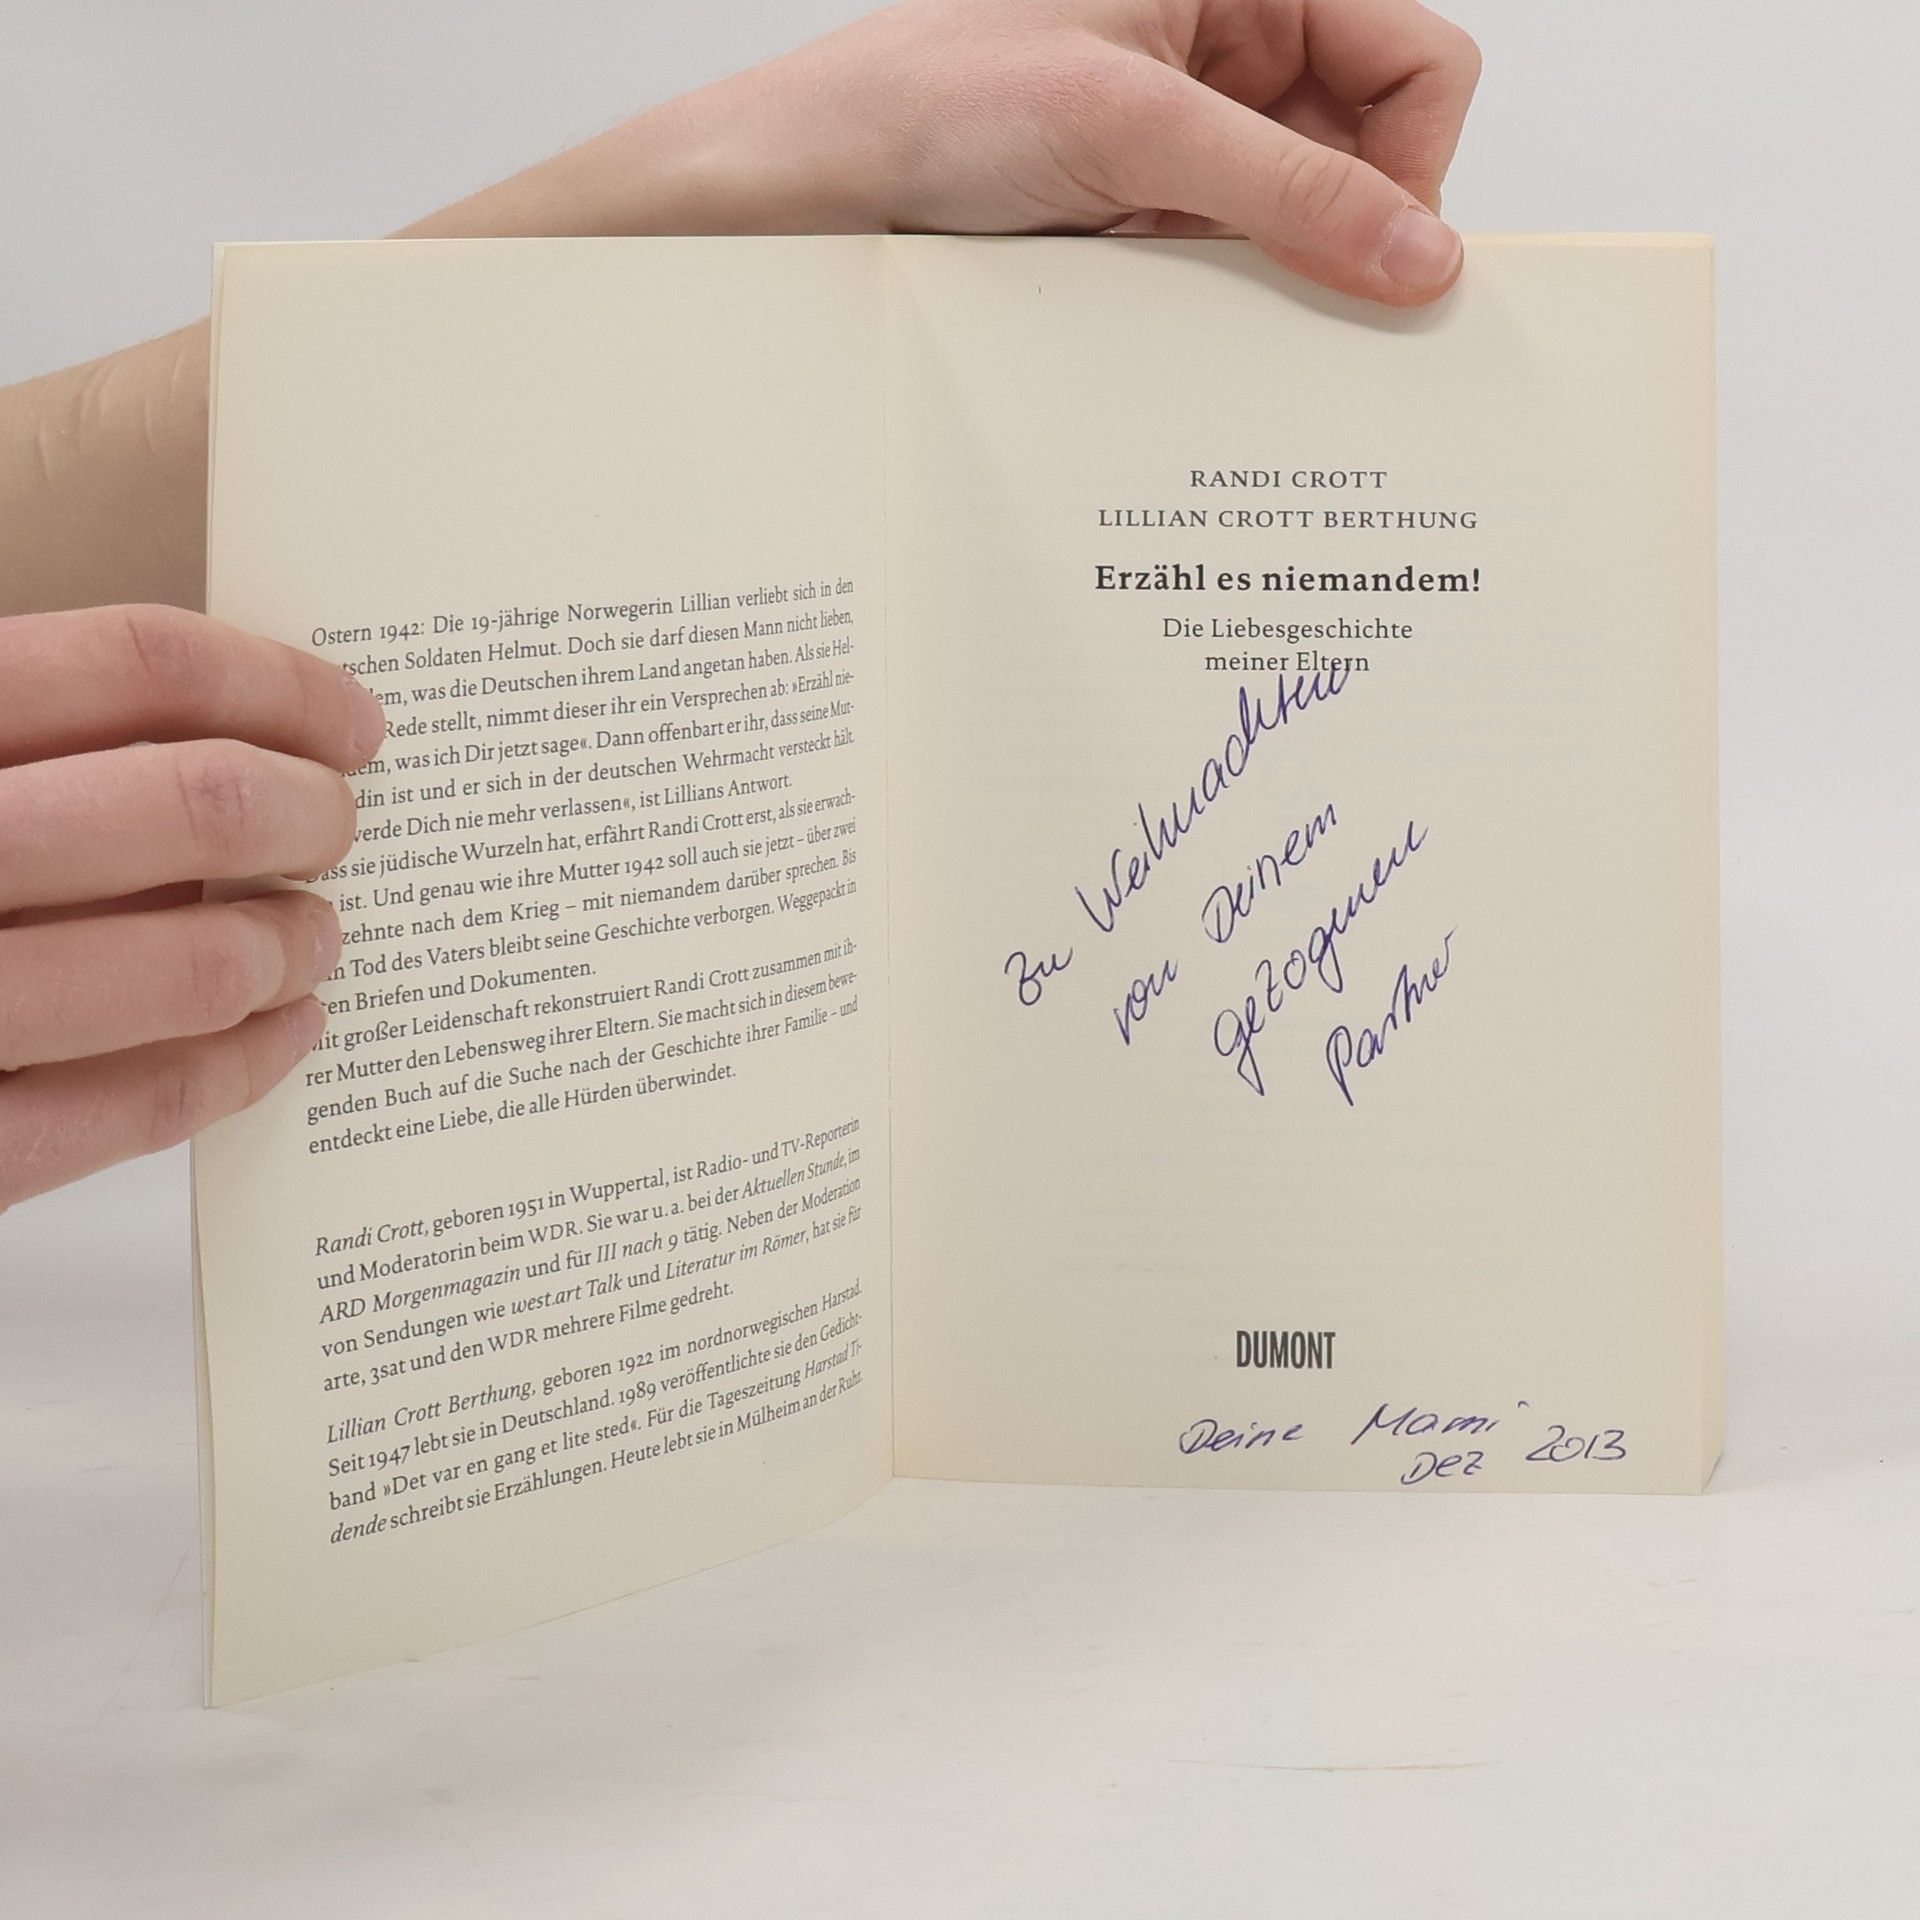 Ostern 1942: Die 19-jährige Norwegerin Lillian verliebt sich in den
tschen Soldaten Helmut. Doch sie darf diesen Mann nicht lieben,
em, was die Deutschen ihrem Land angetan haben. Als sie Hel-
Rede stellt, nimmt dieser ihr ein Versprechen ab: »Erzähl nie-
dem, was ich Dir jetzt sage«. Dann offenbart er ihr, dass seine Mut-
din ist und er sich in der deutschen Wehrmacht versteckt hält.
verde Dich nie mehr verlassen«, ist Lillians Antwort.
Dass sie jüdische Wurzeln hat, erfährt Randi Crott erst, als sie erwach-
ist. Und genau wie ihre Mutter 1942 soll auch sie jetzt – über zwei
zehnte nach dem Krieg – mit niemandem darüber sprechen. Bis
Tod des Vaters bleibt seine Geschichte verborgen. Weggepackt in
ten Briefen und Dokumenten.
Mit großer Leidenschaft rekonstruiert Randi Crott zusammen mit ih-
rer Mutter den Lebensweg ihrer Eltern. Sie macht sich in diesem bewe-
genden Buch auf die Suche nach der Geschichte ihrer Familie – und
entdeckt eine Liebe, die alle Hürden überwindet.
Randi Crott, geboren 1951 in Wuppertal, ist Radio- und TV-Reporterin
und Moderatorin beim WDR. Sie war u. a. bei der Aktuellen Stunde, im
ARD Morgenmagazin und für III nach 9 tätig. Neben der Moderation
von Sendungen wie west.art Talk und Literatur im Römer, hat sie für
arte, 3sat und den WDR mehrere Filme gedreht.
Lillian Crott Berthung, geboren 1922 im nordnorwegischen Harstad.
Seit 1947 lebt sie in Deutschland. 1989 veröffentlichte sie den Gedicht-
band »Det var en gang et lite sted«. Für die Tageszeitung Harstad Ti-
dende schreibt sie Erzählungen. Heute lebt sie in Mülheim an der Ruhr.
RANDI CROTT
LILLIAN CROTT BERTHUNG
Erzähl es niemandem!
Die Liebesgeschichte
meiner Eltern
Zu Weihnachten
von Deinem
gezogenen
Partner
DUMONT
Deine Mami
Dez 2013